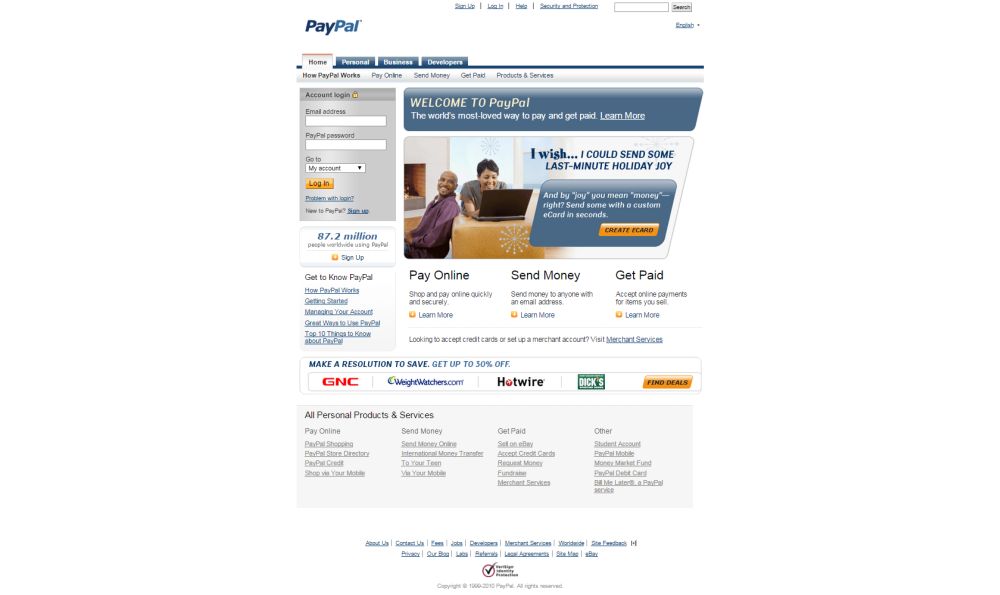 Sign Up | Log In | Help | Security and Protection
Search
PayPal
English
Home
Personal
Business
Developers
How PayPal Works
Pay Online
Send Money
Get Paid
Products & Services
Account login
Email address
PayPal password
Go to
My account
Log In
Problem with login?
New to PayPal? Sign up.
87.2 million
people worldwide using PayPal
Sign Up
Get to Know PayPal
How PayPal Works
Getting Started
Managing Your Account
Great Ways to Use PayPal
Top 10 Things to Know
about PayPal
WELCOME TO PayPal
The world's most-loved way to pay and get paid. Learn More
I wish... I COULD SEND SOME
LAST-MINUTE HOLIDAY JOY
And by "joy" you mean "money"—
right? Send some with a custom
eCard in seconds.
CREATE ECARD
Pay Online
Shop and pay online quickly
and securely.
Learn More
Send Money
Send money to anyone with
an email address.
Learn More
Get Paid
Accept online payments
for items you sell.
Learn More
Looking to accept credit cards or set up a merchant account? Visit Merchant Services
MAKE A RESOLUTION TO SAVE. GET UP TO 30% OFF.
GNC
WeightWatchers.com
Hotwire
DICK'S
FIND DEALS
All Personal Products & Services
Pay Online
PayPal Shopping
PayPal Store Directory
PayPal Credit
Shop via Your Mobile
Send Money
Send Money Online
International Money Transfer
To Your Teen
Via Your Mobile
Get Paid
Sell on eBay
Accept Credit Cards
Request Money
Fundraise
Merchant Services
Other
Student Account
PayPal Mobile
Money Market Fund
PayPal Debit Card
Bill Me Later®, a PayPal
service
About Us | Contact Us | Fees | Jobs | Developers | Merchant Services | Worldwide | Site Feedback [+]
Privacy | Our Blog | Labs | Referrals | Legal Agreements | Site Map | eBay
VeriSign
Identity
Protection
Copyright © 1999-2010 PayPal. All rights reserved.